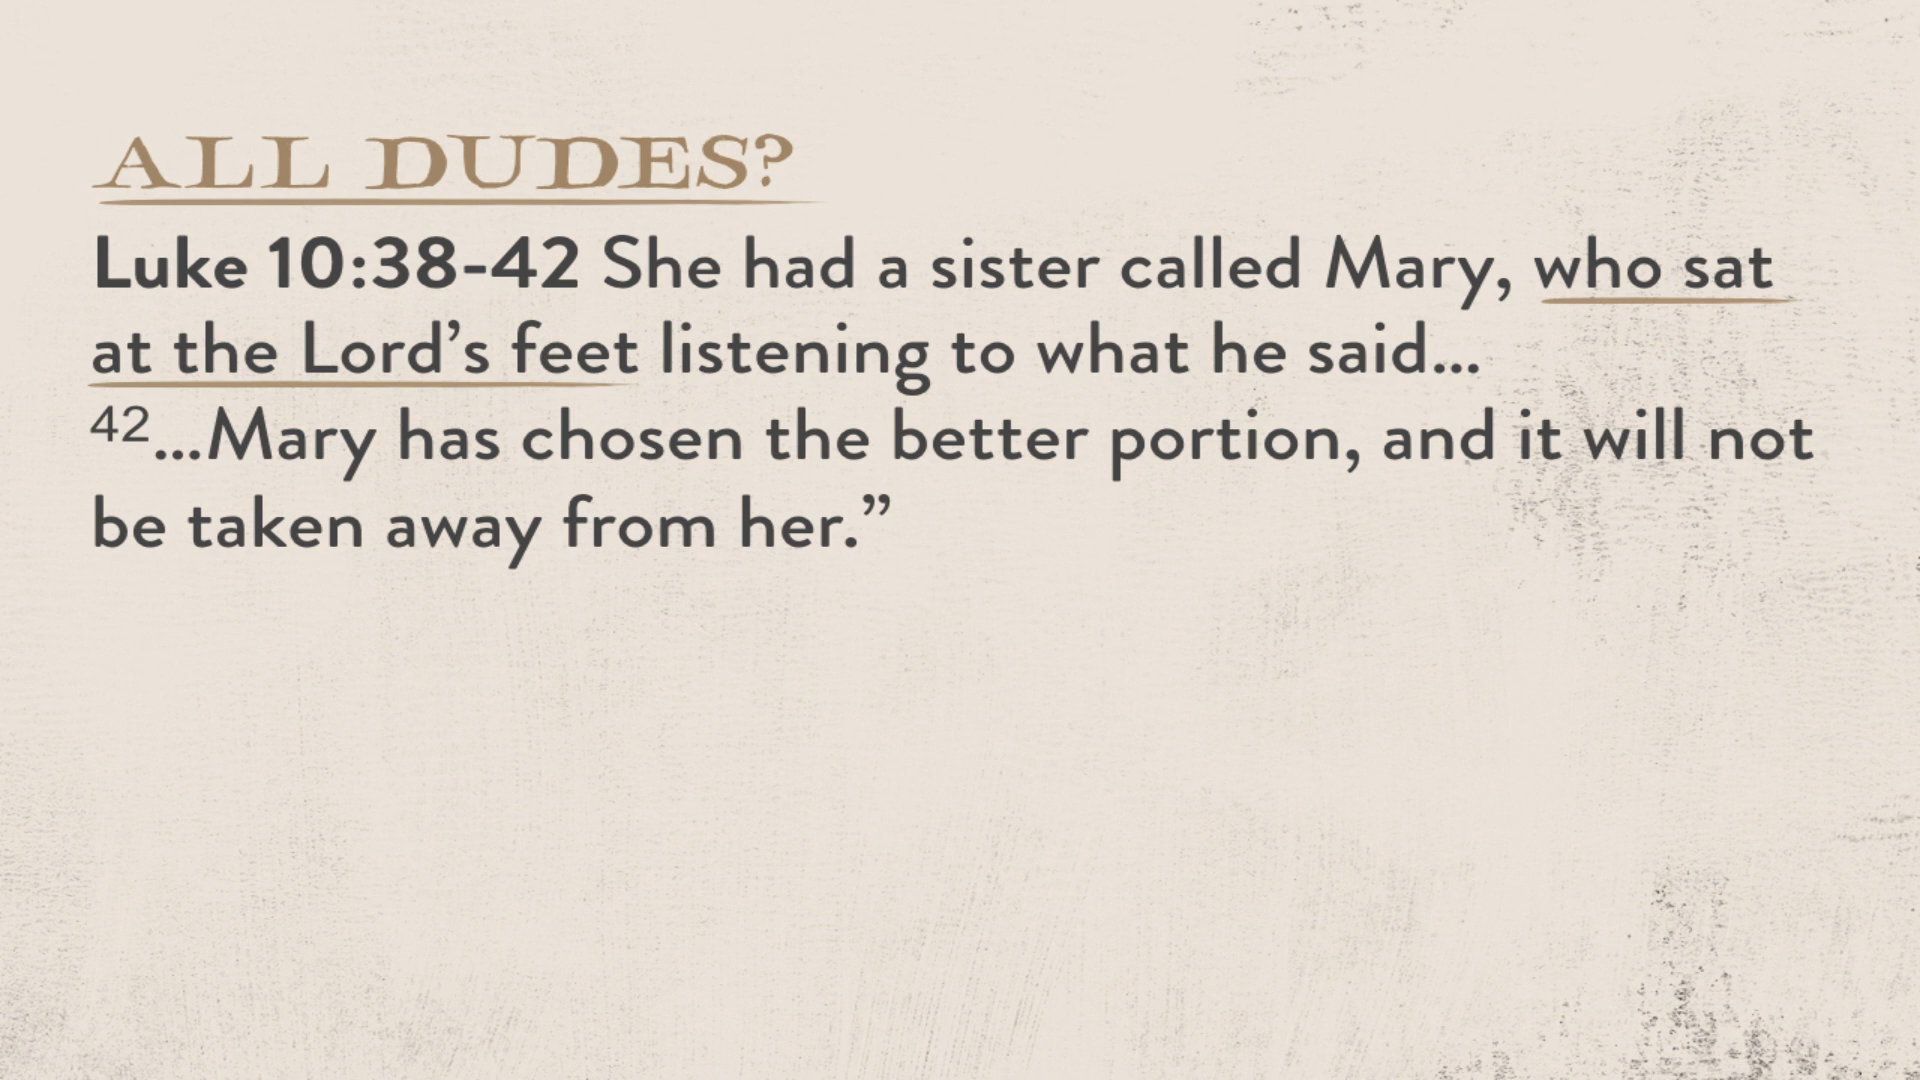 ALL DUDES?
Luke 10:38-42 She had a sister called Mary, who sat
at the Lord’s feet listening to what he said…
42…Mary has chosen the better portion, and it will not
be taken away from her.”